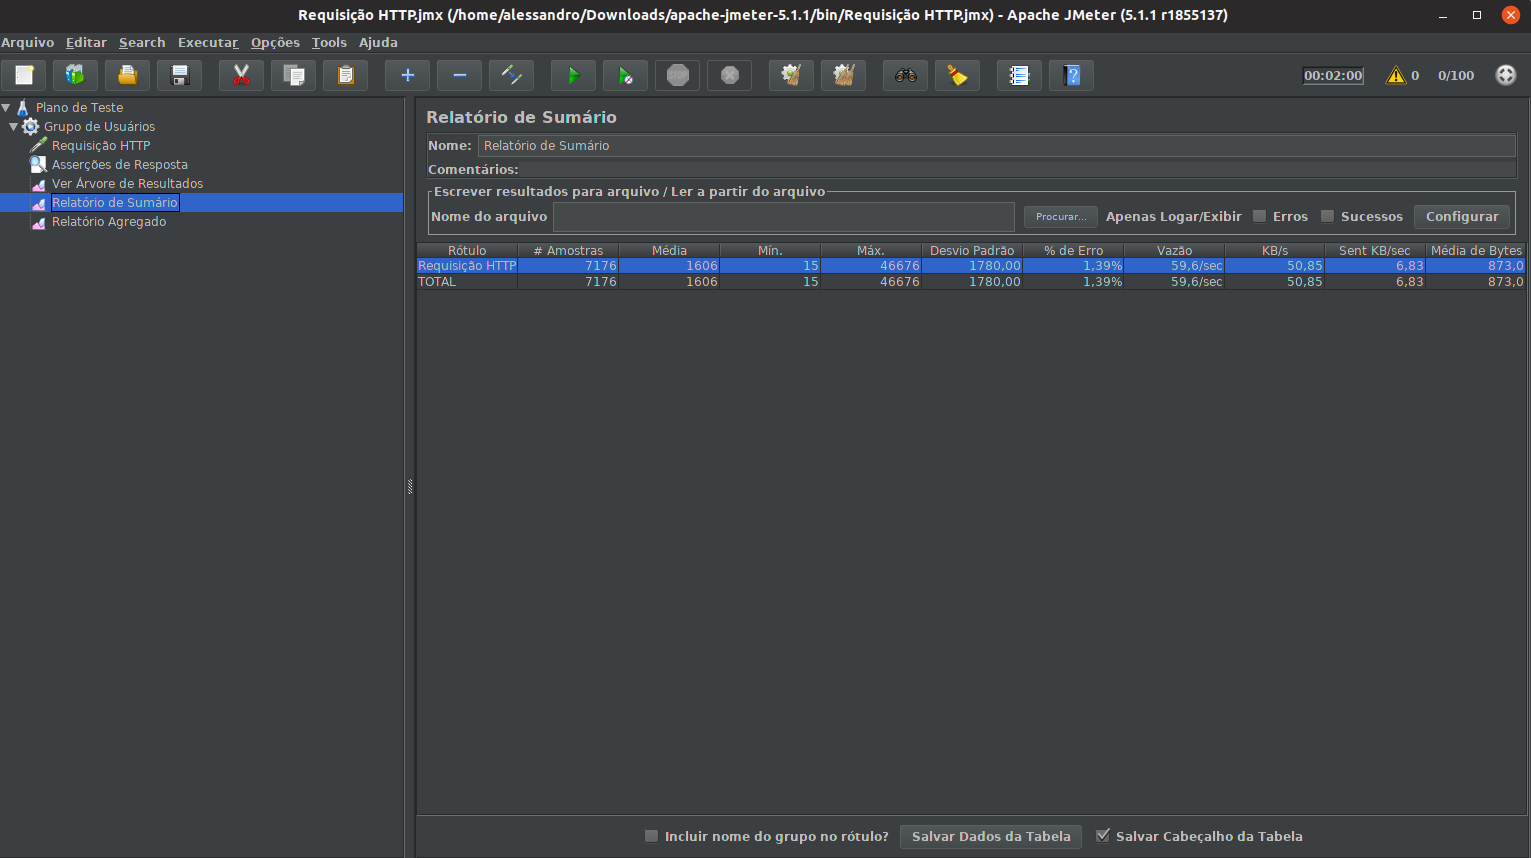 Requisição HTTP.jmx (/home/alessandro/Downloads/apache-jmeter-5.1.1/bin/Requisição HTTP.jmx) - Apache JMeter (5.1.1 r1855137)
Arquivo Editar Search Executar Opções Tools Ajuda
STOP 00:02:00 0 0/100
Plano de Teste
Grupo de Usuários
Requisição HTTP
Asserções de Resposta
Ver Árvore de Resultados
Relatório de Sumário
Relatório Agregado
Relatório de Sumário
Nome: Relatório de Sumário
Comentários:
Escrever resultados para arquivo / Ler a partir do arquivo
Nome do arquivo Procurar... Apenas Logar/Exibir Erros Sucessos Configurar
Rótulo # Amostras Média Mín. Máx. Desvio Padrão % de Erro Vazão KB/s Sent KB/sec Média de Bytes
Requisição HTTP 7176 1606 15 46676 1780,00 1,39% 59,6/sec 50,85 6,83 873,0
TOTAL 7176 1606 15 46676 1780,00 1,39% 59,6/sec 50,85 6,83 873,0
Incluir nome do grupo no rótulo? Salvar Dados da Tabela Salvar Cabeçalho da Tabela